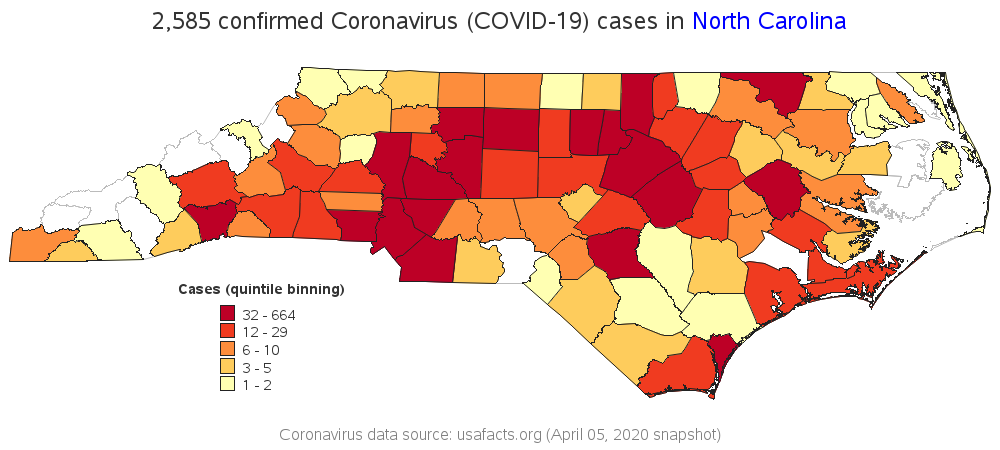 2,585 confirmed Coronavirus (COVID-19) cases in North Carolina
Cases (quintile binning)
32 - 664
12 - 29
6 - 10
3 - 5
1 - 2
Coronavirus data source: usafacts.org (April 05, 2020 snapshot)